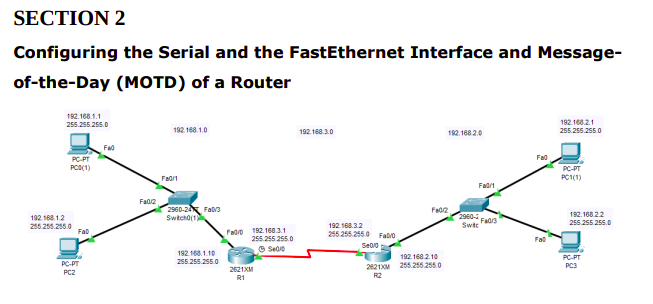 SECTION 2
Configuring the Serial and the FastEthernet Interface and Message-
of-the-Day (MOTD) of a Router
192.168.1.1
255.255.255.0
192.168.1.0
192.168.3.0
192.168.2.0
192.168.2.1
255.255.255.0
Fa0
PC-PT
PC0(1)
Fa0
PC-PT
PC1(1)
Fa0/1
Fa0/1
Fa0/2
2960-24TT
Switch0(1)
Fa0/3
Fa0/2
2960-2
Switc
Fa0/3
192.168.1.2
255.255.255.0
Fa0
PC-PT
PC2
192.168.2.2
255.255.255.0
Fa0
PC-PT
PC3
Fa0/0
192.168.3.1
255.255.255.0
Se0/0
192.168.1.10
255.255.255.0
2621XM
R1
192.168.3.2
255.255.255.0
Fa0/0
Se0/0
192.168.2.10
255.255.255.0
2621XM
R2